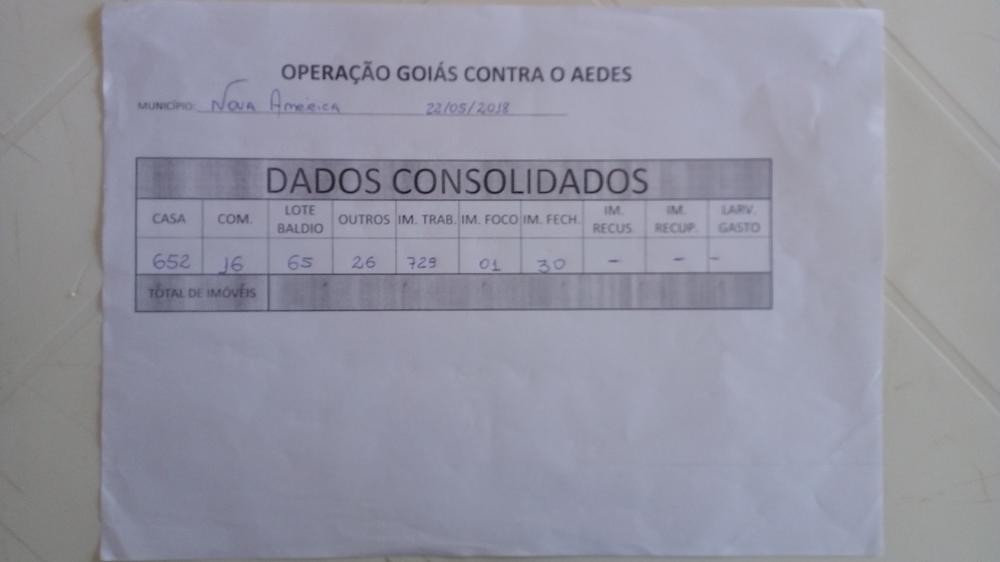 OPERAÇÃO GOIÁS CONTRA O AEDES
MUNICÍPIO: Nova América 22/05/2018
DADOS CONSOLIDADOS
CASA COM. LOTE BALDIO OUTROS IM. TRAB. IM. FOCO IM. FECH. IM. RECUS. IM. RECUP. LARV. GASTO
652 16 65 26 729 01 30 - - -
TOTAL DE IMÓVEIS